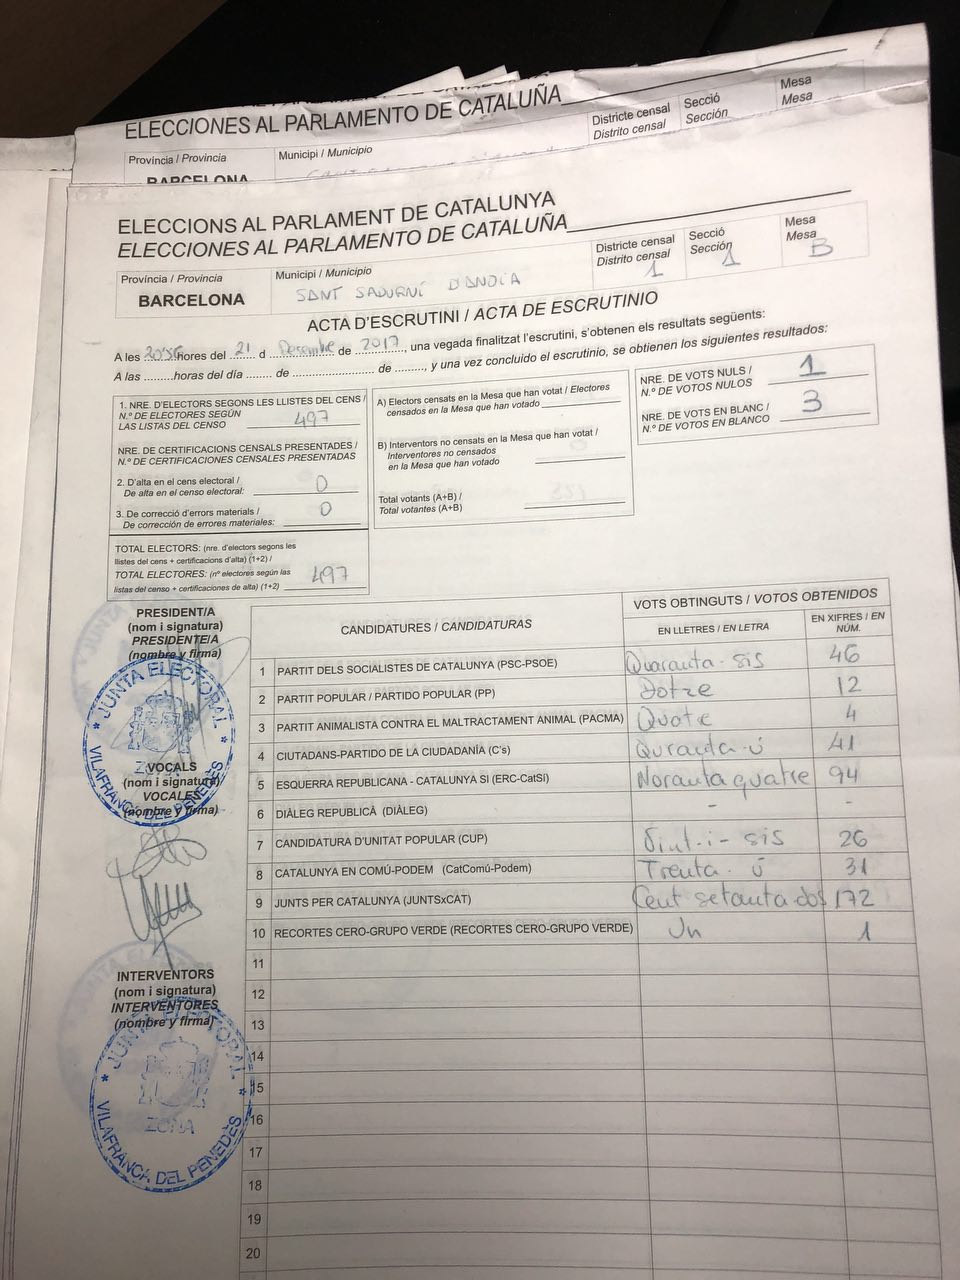 ELECCIONES AL PARLAMENTO DE CATALUÑA
Província / Provincia
BARCELONA
Municipi / Municipio
Districte censal
Distrito censal
Secció
Sección
Mesa
Mesa
ELECCIONS AL PARLAMENT DE CATALUNYA
ELECCIONES AL PARLAMENTO DE CATALUÑA
Província / Provincia
BARCELONA
Municipi / Municipio
SANT SADURNÍ D'ANOIA
Districte censal
Distrito censal
1
Secció
Sección
1
Mesa
Mesa
B
ACTA D'ESCRUTINI / ACTA DE ESCRUTINIO
A les hores del 21 d Desembre de 2017, una vegada finalitzat l'escrutini, s'obtenen els resultats següents:
A las .........horas del día ........ de .......................... de ........., y una vez concluido el escrutinio, se obtienen los siguientes resultados:
1. NRE. D'ELECTORS SEGONS LES LLISTES DEL CENS /
N.º DE ELECTORES SEGÚN
LAS LISTAS DEL CENSO 497
NRE. DE CERTIFICACIONS CENSALS PRESENTADES /
N.º DE CERTIFICACIONES CENSALES PRESENTADAS
2. D'alta en el cens electoral /
De alta en el censo electoral: 0
3. De correcció d'errors materials /
De corrección de errores materiales: 0
TOTAL ELECTORS: (nre. d'electors segons les
llistes del cens + certificacions d'alta) (1+2) /
TOTAL ELECTORES: (nº electores según las
listas del censo + certificaciones de alta) (1+2) 497
A) Electors censats en la Mesa que han votat / Electores
censados en la Mesa que han votado
B) Interventors no censats en la Mesa que han votat /
Interventores no censados
en la Mesa que han votado
Total votants (A+B) /
Total votantes (A+B)
NRE. DE VOTS NULS /
N.º DE VOTOS NULOS 1
NRE. DE VOTS EN BLANC /
N.º DE VOTOS EN BLANCO 3
PRESIDENT/A
(nom i signatura)
PRESIDENTE/A
(nombre y firma)
JUNTA ELECTORAL
ZONA
VILAFRANCA DEL PENEDÈS
VOCALS
(nom i signatura)
VOCALES
(nombre y firma)
INTERVENTORS
(nom i signatura)
INTERVENTORES
(nombre y firma)
JUNTA ELECTORAL
ZONA
VILAFRANCA DEL PENEDÈS
CANDIDATURES / CANDIDATURAS
VOTS OBTINGUTS / VOTOS OBTENIDOS
EN LLETRES / EN LETRA
EN XIFRES / EN
NÚM.
1 PARTIT DELS SOCIALISTES DE CATALUNYA (PSC-PSOE) Quaranta-sis 46
2 PARTIT POPULAR / PARTIDO POPULAR (PP) Dotze 12
3 PARTIT ANIMALISTA CONTRA EL MALTRACTAMENT ANIMAL (PACMA) Quatre 4
4 CIUTADANS-PARTIDO DE LA CIUDADANÍA (C's) Quranta-ú 41
5 ESQUERRA REPUBLICANA - CATALUNYA SI (ERC-CatSí) Noranta quatre 94
6 DIÀLEG REPUBLICÀ (DIÀLEG) - -
7 CANDIDATURA D'UNITAT POPULAR (CUP) Vint-i-sis 26
8 CATALUNYA EN COMÚ-PODEM (CatComú-Podem) Trenta-ú 31
9 JUNTS PER CATALUNYA (JUNTSxCAT) Cent setanta dos 172
10 RECORTES CERO-GRUPO VERDE (RECORTES CERO-GRUPO VERDE) Un 1
11
12
13
14
15
16
17
18
19
20